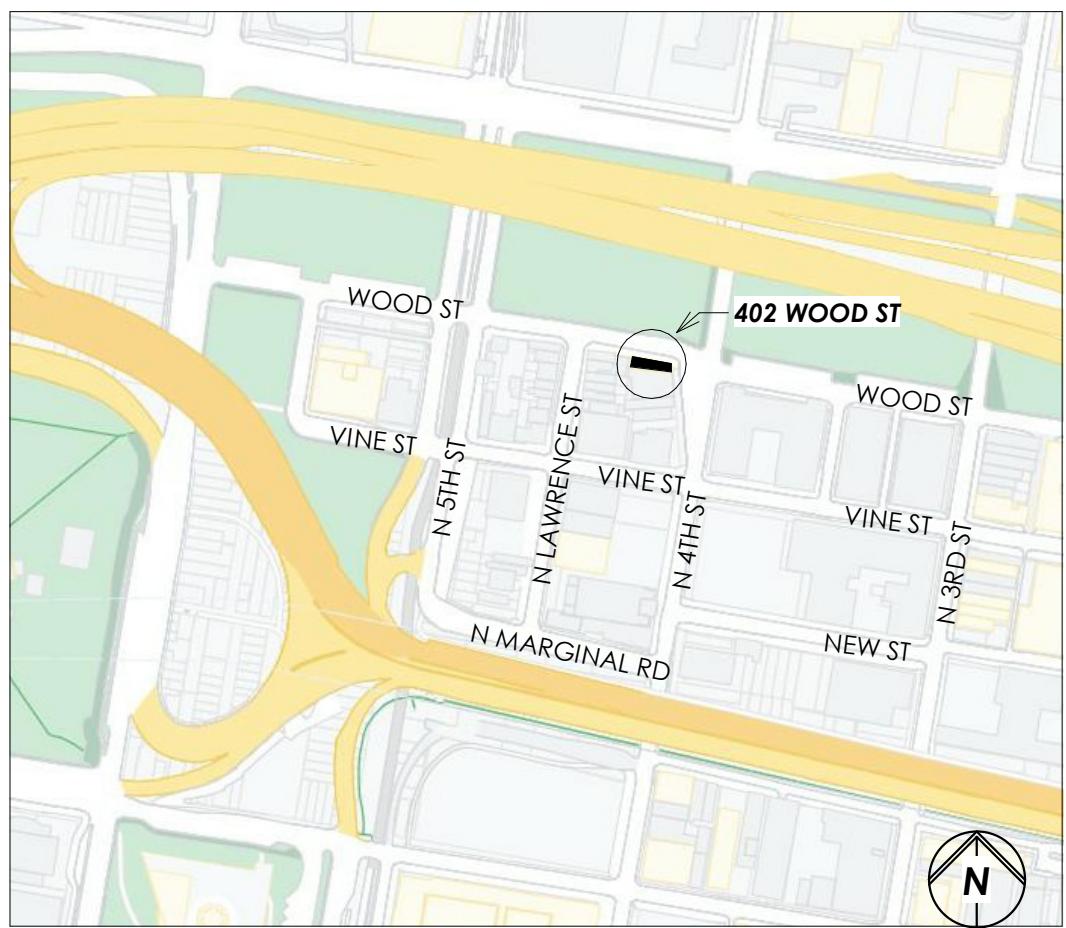 WOOD ST
402 WOOD ST
WOOD ST
VINE ST
N 5TH ST
N LAWRENCE ST
VINE ST
N 4TH ST
VINE ST
N 3RD ST
N MARGINAL RD
NEW ST
N